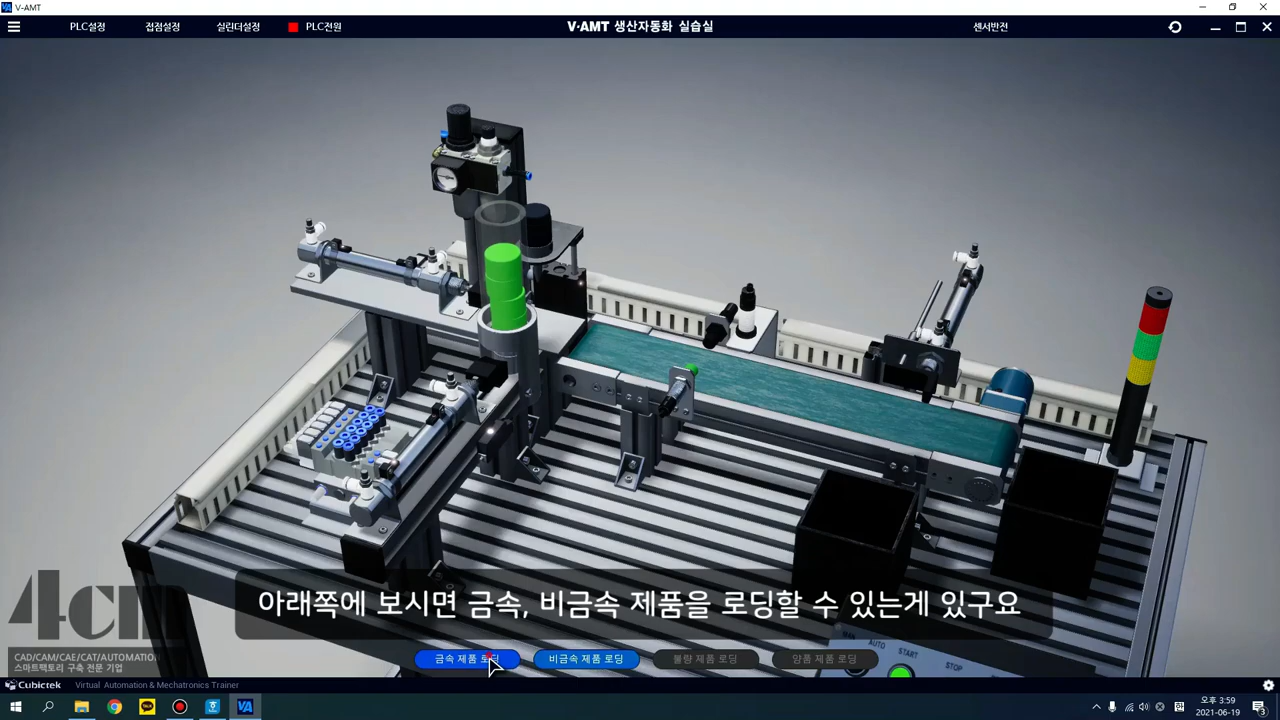 V-AMT
PLC설정 접점설정 실린더설정 PLC전원 V·AMT 생산자동화 실습실 센서반전
4cm
CAD/CAM/CAE/CAT/AUTOMATION
스마트팩토리 구축 전문 기업
아래쪽에 보시면 금속, 비금속 제품을 로딩할 수 있는게 있구요
금속 제품 로딩 비금속 제품 로딩 불량 제품 로딩 양품 제품 로딩
MAN AUTO START STOP
Cubictek Virtual Automation & Mechatronics Trainer
TALK VA 오후 3:59
2021-06-19
3